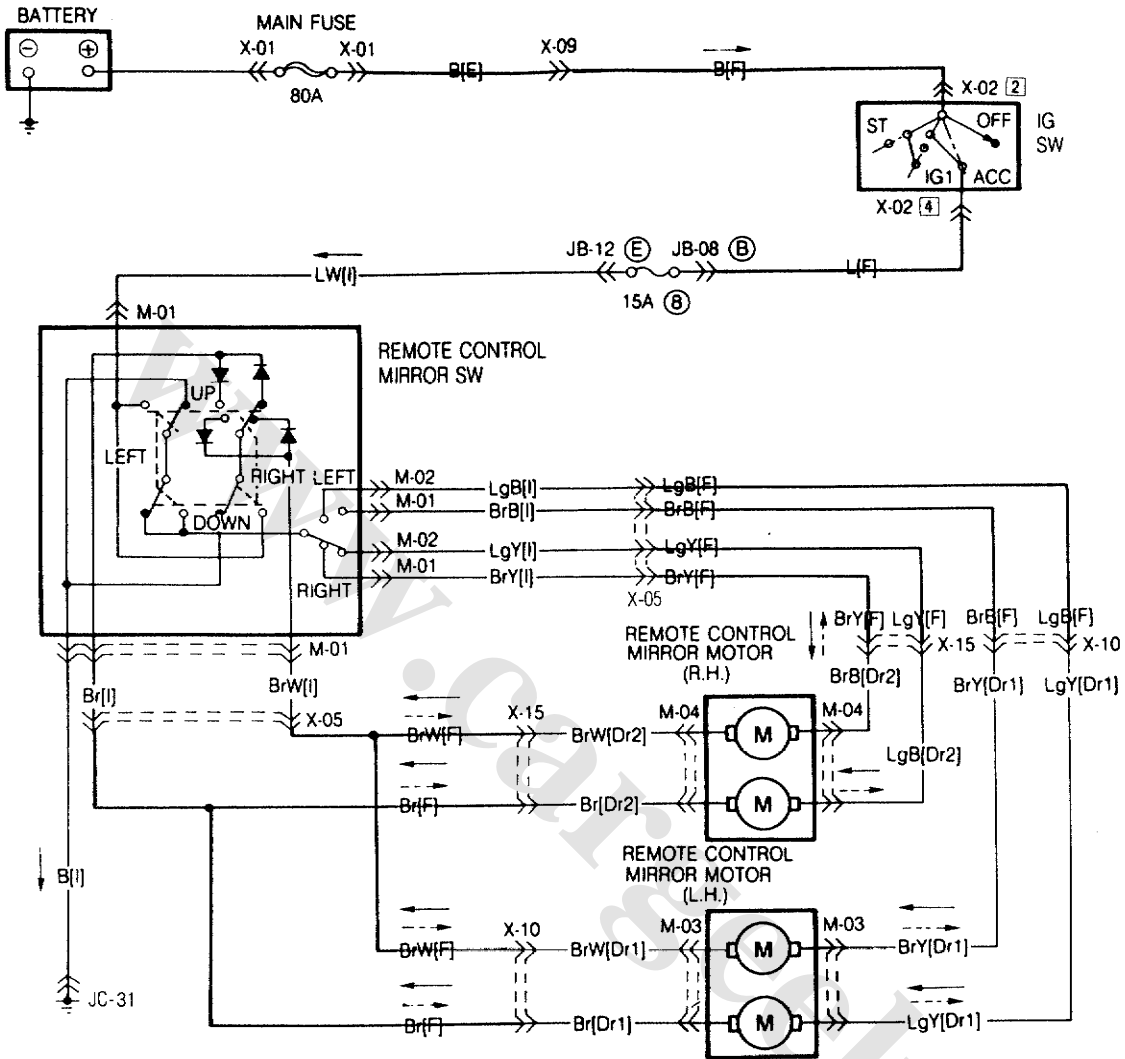 BATTERY
MAIN FUSE
X-01 X-01 X-09
B[E] B[F]
80A
X-02 2
ST OFF IG
SW
IG1 ACC
X-02 4
JB-12 E JB-08 B
LW[I] L[F]
15A 8
M-01
REMOTE CONTROL
MIRROR SW
UP
LEFT
RIGHT LEFT M-02 LgB[I] LgB[F]
M-01 BrB[I] BrB[F]
DOWN M-02 LgY[I] LgY[F]
M-01 BrY[I] BrY[F]
RIGHT
X-05
BrY[F] LgY[F] BrB[F] LgB[F]
REMOTE CONTROL
MIRROR MOTOR
(R.H.)
M-01 X-15 X-10
BrB[Dr2] BrY[Dr1] LgY[Dr1]
Br[I] BrW[I]
X-05 X-15 M-04 M-04
BrW[F] BrW[Dr2] M
LgB[Dr2]
Br[F] Br[Dr2] M
REMOTE CONTROL
MIRROR MOTOR
(L.H.)
B[I]
X-10 M-03 M-03
BrW[F] BrW[Dr1] M BrY[Dr1]
JC-31
Br[F] Br[Dr1] M LgY[Dr1]
www.cargeek